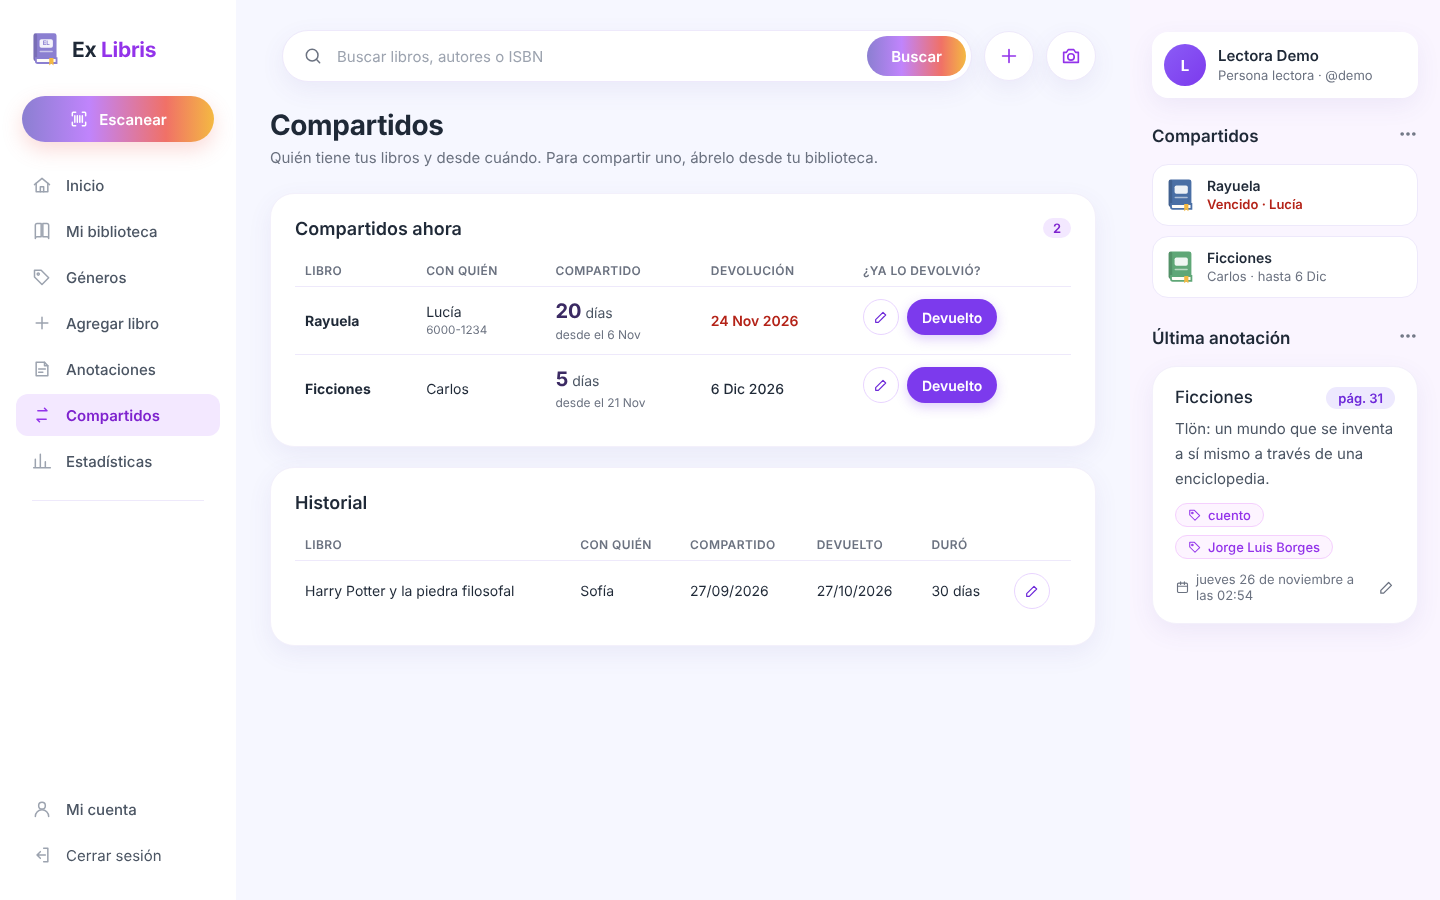 Ex Libris
Escanear
Inicio
Mi biblioteca
Géneros
Agregar libro
Anotaciones
Compartidos
Estadísticas
Mi cuenta
Cerrar sesión
Buscar libros, autores o ISBN
Buscar
Compartidos
Quién tiene tus libros y desde cuándo. Para compartir uno, ábrelo desde tu biblioteca.
Compartidos ahora
2
LIBRO CON QUIÉN COMPARTIDO DEVOLUCIÓN ¿YA LO DEVOLVIÓ?
Rayuela
Lucía
6000-1234
20 días
desde el 6 Nov
24 Nov 2026
Devuelto
Ficciones
Carlos
5 días
desde el 21 Nov
6 Dic 2026
Devuelto
Historial
LIBRO CON QUIÉN COMPARTIDO DEVUELTO DURÓ
Harry Potter y la piedra filosofal Sofía 27/09/2026 27/10/2026 30 días
L
Lectora Demo
Persona lectora · @demo
Compartidos
Rayuela
Vencido · Lucía
Ficciones
Carlos · hasta 6 Dic
Última anotación
Ficciones
pág. 31
Tlön: un mundo que se inventa
a sí mismo a través de una
enciclopedia.
cuento
Jorge Luis Borges
jueves 26 de noviembre a
las 02:54